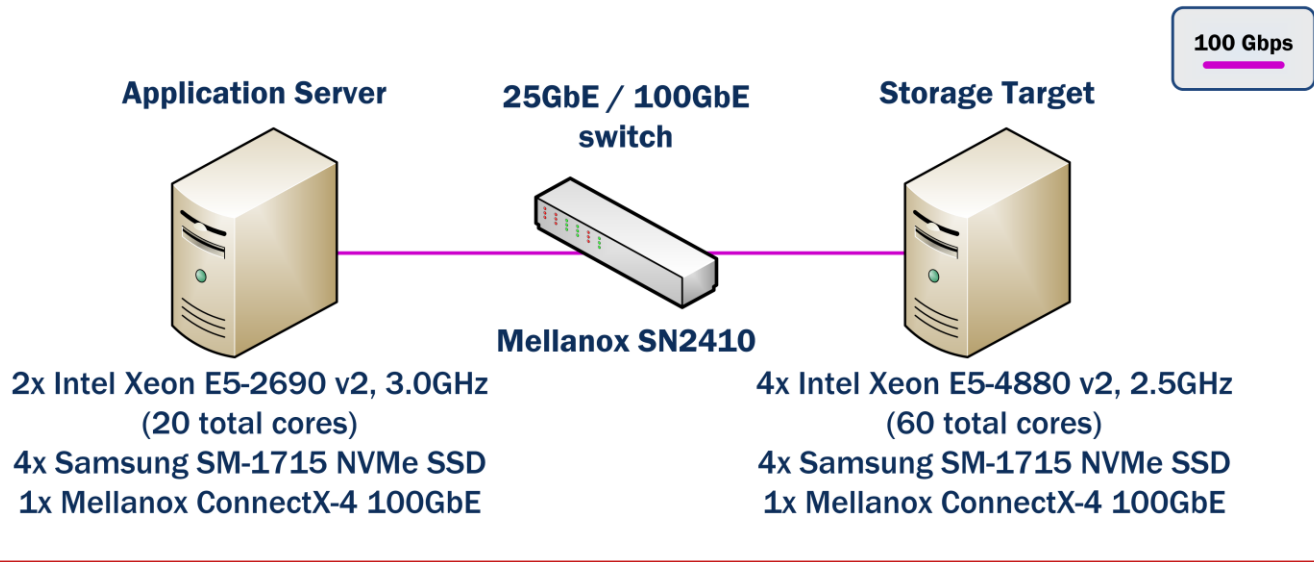 100 Gbps
Application Server
25GbE / 100GbE
switch
Storage Target
Mellanox SN2410
2x Intel Xeon E5-2690 v2, 3.0GHz
(20 total cores)
4x Samsung SM-1715 NVMe SSD
1x Mellanox ConnectX-4 100GbE
4x Intel Xeon E5-4880 v2, 2.5GHz
(60 total cores)
4x Samsung SM-1715 NVMe SSD
1x Mellanox ConnectX-4 100GbE